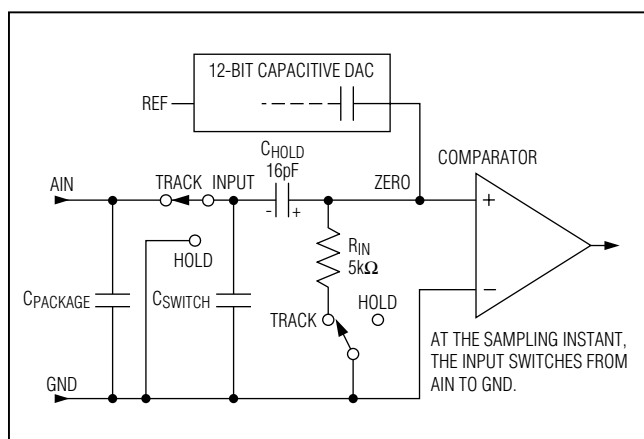 12-BIT CAPACITIVE DAC
REF
C_HOLD
16pF
COMPARATOR
AIN
TRACK
INPUT
ZERO
-
+
+
HOLD
R_IN
5kΩ
C_PACKAGE
C_SWITCH
TRACK
HOLD
−
AT THE SAMPLING INSTANT,
THE INPUT SWITCHES FROM
AIN TO GND.
GND